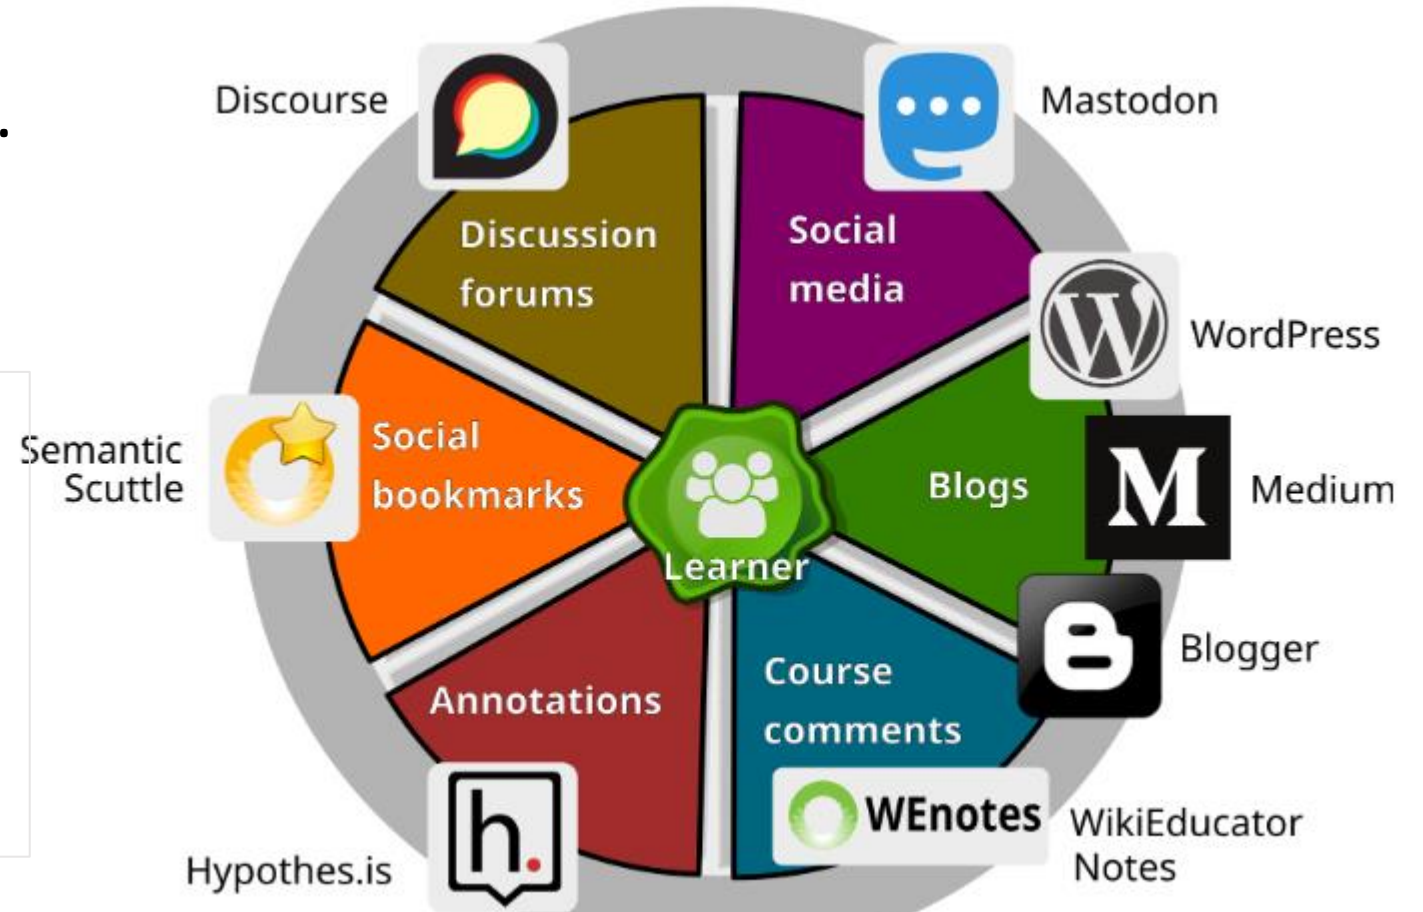 Discourse
Mastodon
Discussion
forums
Social
media
WordPress
Semantic
Scuttle
Social
bookmarks
Blogs
M
Medium
Learner
Blogger
Annotations
Course
comments
h.
WEnotes
WikiEducator
Notes
Hypothes.is